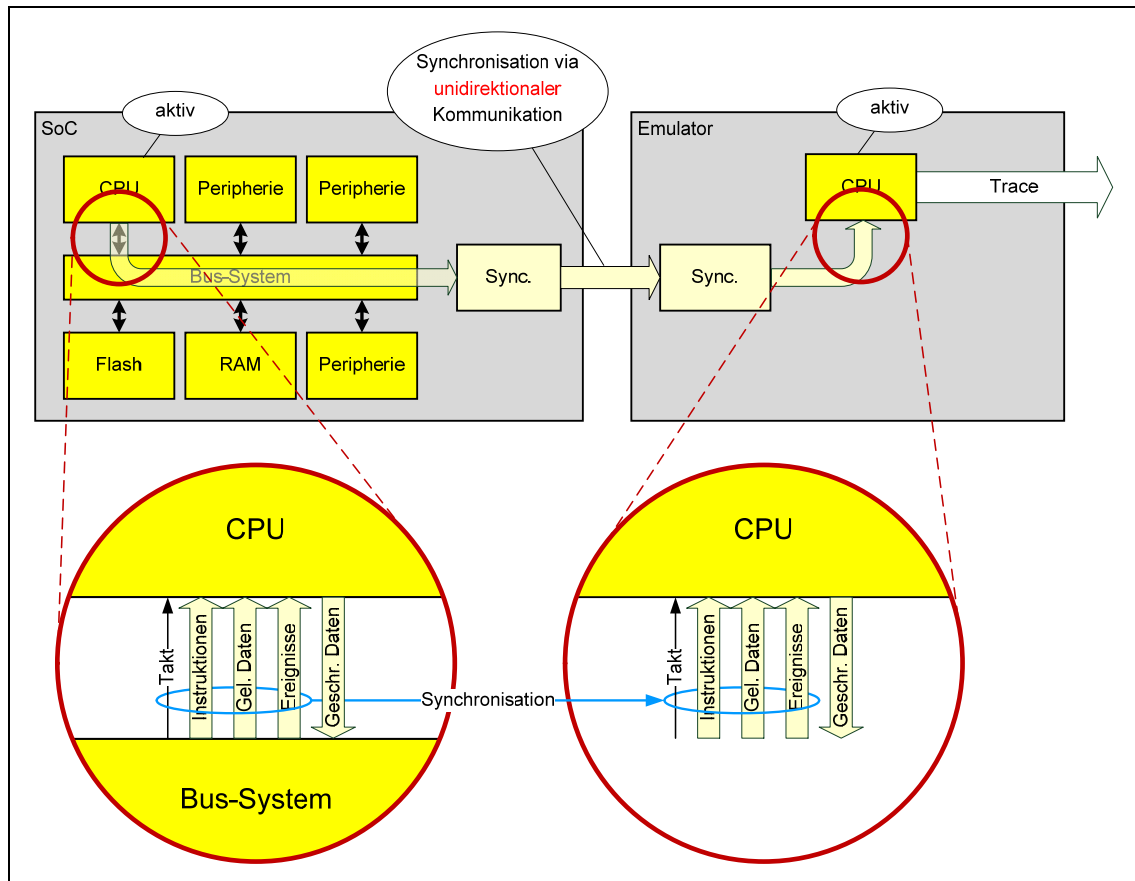 Synchronisation via
unidirektionaler
Kommunikation
aktiv
aktiv
SoC
Emulator
CPU
Peripherie
Peripherie
CPU
Trace
Bus-System
Sync.
Sync.
Flash
RAM
Peripherie
CPU
CPU
Takt
Instruktionen
Gel. Daten
Ereignisse
Geschr. Daten
Synchronisation
Takt
Instruktionen
Gel. Daten
Ereignisse
Geschr. Daten
Bus-System